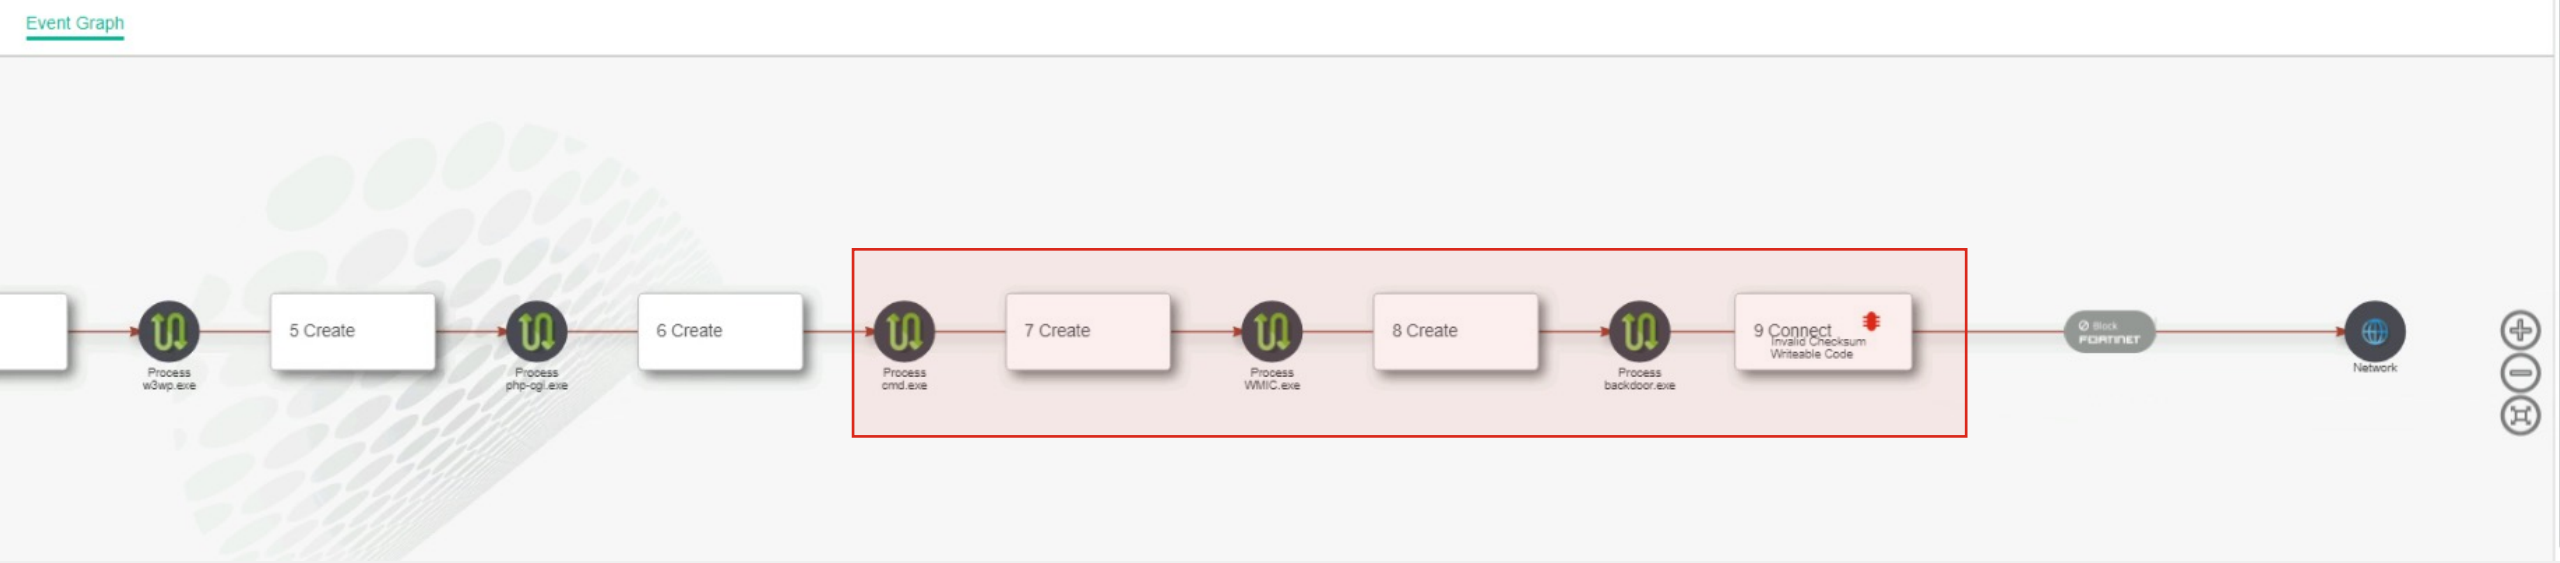 Event Graph
Process
w3wp.exe
5 Create
Process
php-cgi.exe
6 Create
Process
cmd.exe
7 Create
Process
WMIC.exe
8 Create
Process
backdoor.exe
9 Connect
Invalid Checksum
Writeable Code
Block
FORTINET
Network